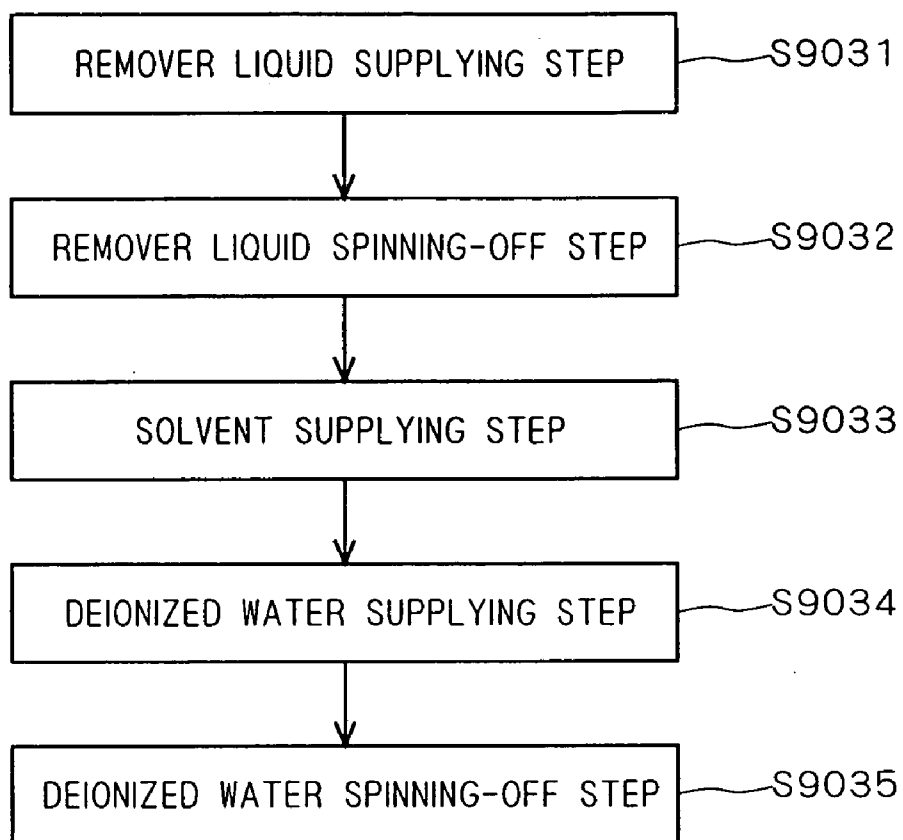 REMOVER LIQUID SUPPLYING STEP S9031
REMOVER LIQUID SPINNING-OFF STEP S9032
SOLVENT SUPPLYING STEP S9033
DEIONIZED WATER SUPPLYING STEP S9034
DEIONIZED WATER SPINNING-OFF STEP S9035